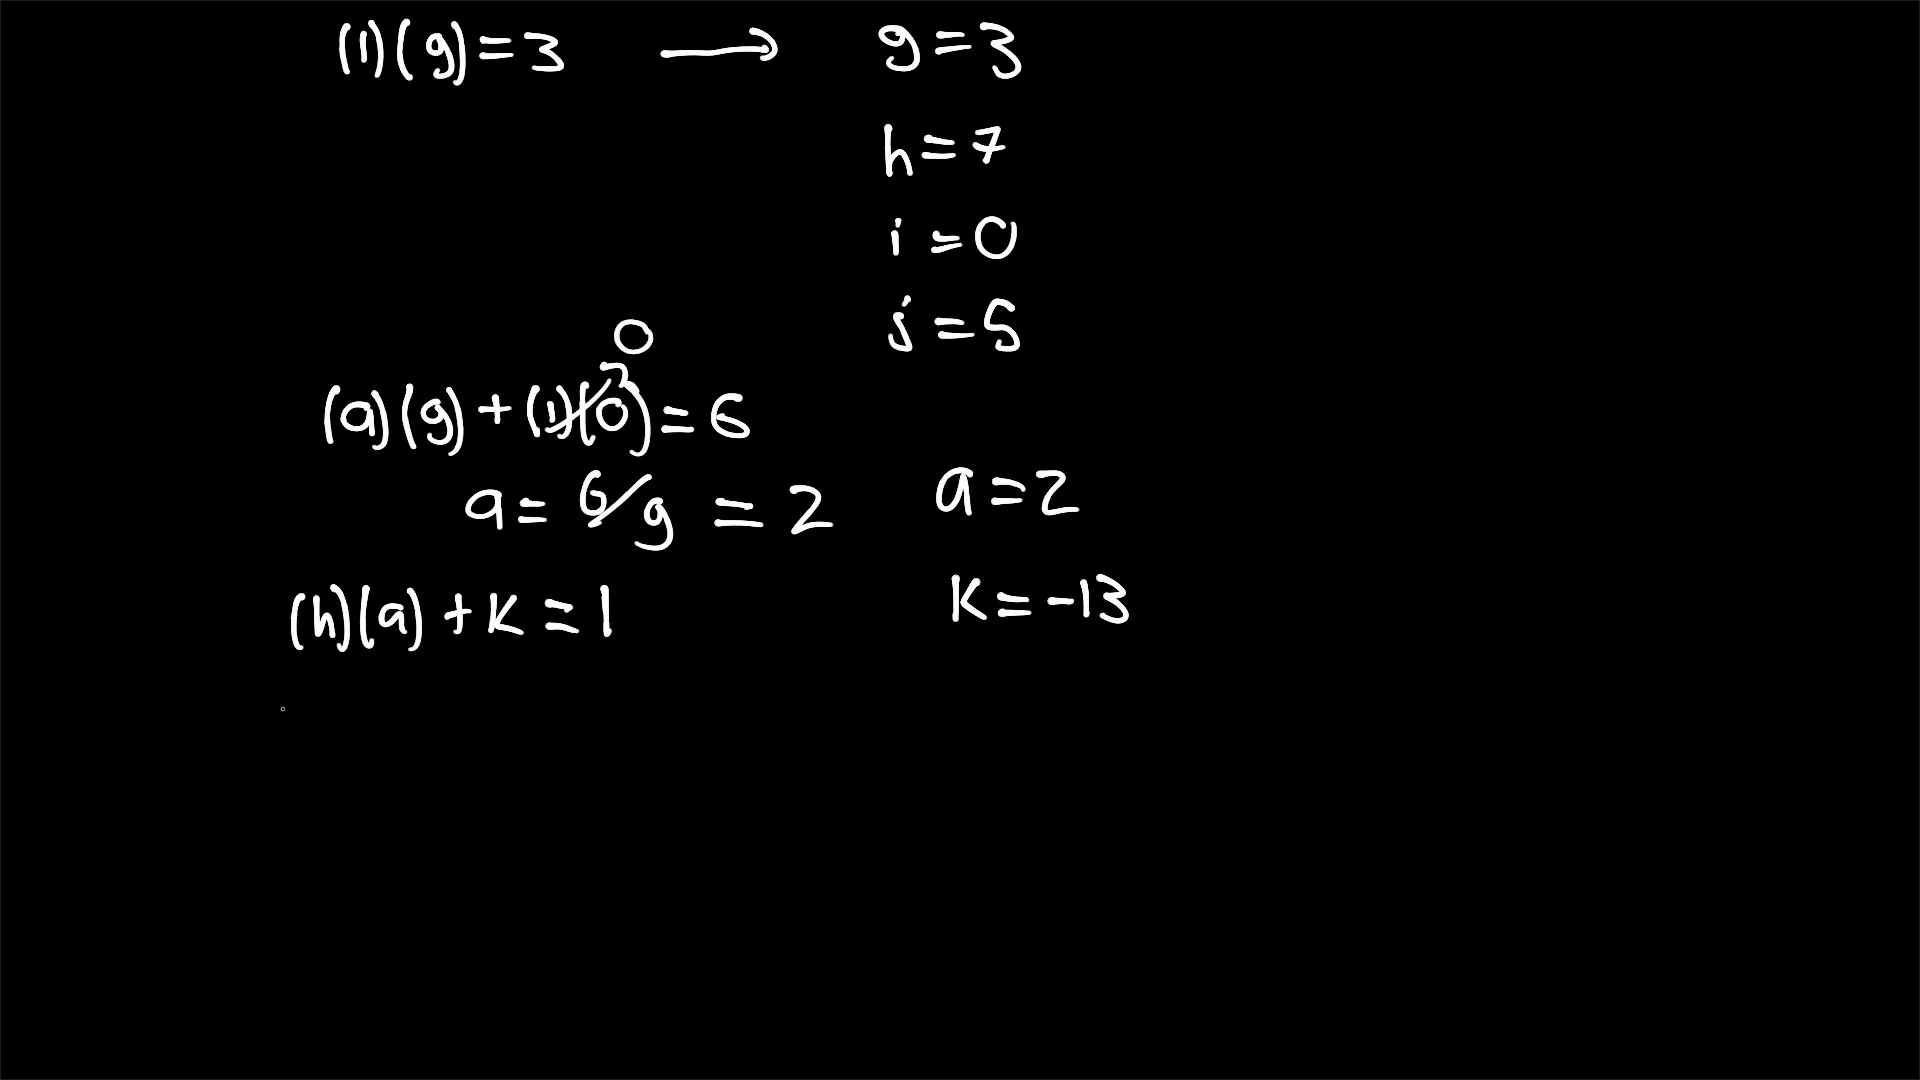 (1)(g)=3 ⟶ g=3
h=7
i=0
j=5
0
(a)(g)+(1)(0)=6
a=6/g=2 a=2
(h)(a)+k=1 k=-13